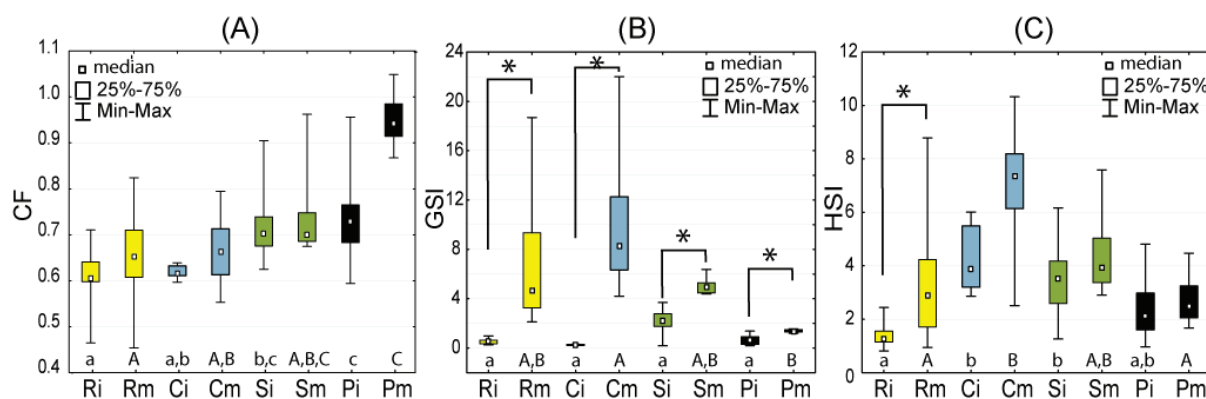 (A)
1.1
1.0
0.9
0.8
0.7
0.6
0.5
0.4
CF
median
25%-75%
Min-Max
a A a,b A,B b,c A,B,C c C
Ri Rm Ci Cm Si Sm Pi Pm
(B)
24
20
16
12
8
4
0
GSI
median
25%-75%
Min-Max
* * * *
a A,B a A a A,B a B
Ri Rm Ci Cm Si Sm Pi Pm
(C)
12
10
8
6
4
2
0
HSI
median
25%-75%
Min-Max
*
a A b B b A,B a,b A
Ri Rm Ci Cm Si Sm Pi Pm